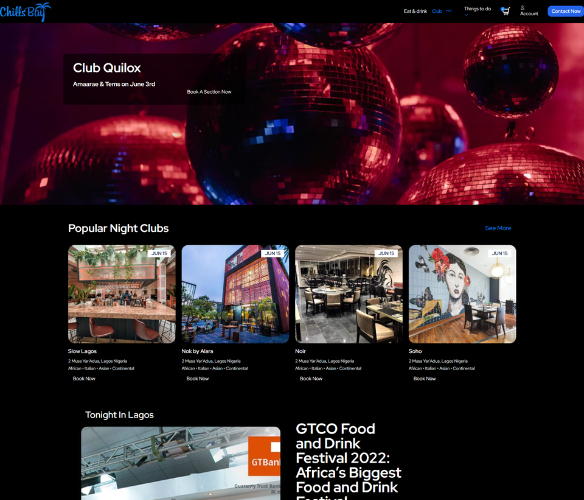 Chills Bay
Eat & drink
Club
Things to do
Account
Contact Now
Club Quilox
Amaarae & Tems on June 3rd
Book A Section Now
Popular Night Clubs
See More
JUN 15
JUN 15
JUN 15
JUN 15
Slow Lagos
Nok by Alara
Noir
Soho
2 Musa Yar'Adua, Lagos Nigeria
2 Musa Yar'Adua, Lagos Nigeria
2 Musa Yar'Adua, Lagos Nigeria
2 Musa Yar'Adua, Lagos Nigeria
African • Italian • Asian • Continental
African • Italian • Asian • Continental
African • Italian • Asian • Continental
African • Italian • Asian • Continental
Book Now
Book Now
Book Now
Book Now
Tonight In Lagos
GTBank
Guaranty Trust Bank
GTCO Food
and Drink
Festival 2022:
Africa's Biggest
Food and Drink
Festival